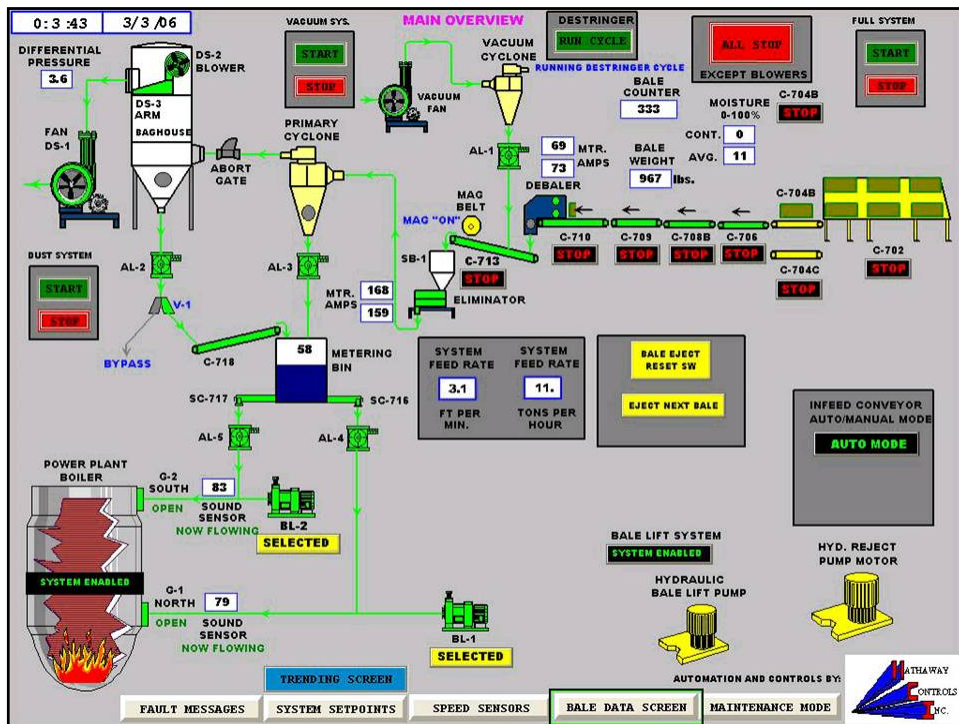 0:3:43
3/3/06
VACUUM SYS.
MAIN OVERVIEW
DESTRINGER
FULL SYSTEM
START
STOP
RUN CYCLE
ALL STOP
EXCEPT BLOWERS
START
STOP
DIFFERENTIAL
PRESSURE
3.6
DS-2
BLOWER
VACUUM
CYCLONE
RUNNING DESTRINGER CYCLE
BALE
COUNTER
333
MOISTURE
0-100%
C-704B
STOP
CONT. 0
AVG. 11
DS-3
ARM
BAGHOUSE
VACUUM
FAN
PRIMARY
CYCLONE
FAN
DS-1
ABORT
GATE
AL-1
69
73
MTR.
AMPS
BALE
WEIGHT
967 lbs.
DEBALER
MAG
BELT
MAG "ON"
C-704B
C-710
STOP
C-709
STOP
C-708B
STOP
C-706
STOP
C-704C
STOP
C-702
STOP
SB-1
C-713
STOP
ELIMINATOR
DUST SYSTEM
START
STOP
AL-2
AL-3
MTR.
AMPS
168
159
V-1
BYPASS
C-718
58
METERING
BIN
SYSTEM
FEED RATE
3.1
FT PER
MIN.
SYSTEM
FEED RATE
11.
TONS PER
HOUR
BALE EJECT
RESET SW
EJECT NEXT BALE
INFEED CONVEYOR
AUTO/MANUAL MODE
AUTO MODE
SC-717
SC-716
AL-5
AL-4
POWER PLANT
BOILER
G-2
SOUTH
83
OPEN
SOUND
SENSOR
NOW FLOWING
BL-2
SELECTED
SYSTEM ENABLED
G-1
NORTH
79
OPEN
SOUND
SENSOR
NOW FLOWING
BL-1
SELECTED
BALE LIFT SYSTEM
SYSTEM ENABLED
HYDRAULIC
BALE LIFT PUMP
HYD. REJECT
PUMP MOTOR
TRENDING SCREEN
AUTOMATION AND CONTROLS BY:
HATHAWAY
CONTROLS
INC.
FAULT MESSAGES
SYSTEM SETPOINTS
SPEED SENSORS
BALE DATA SCREEN
MAINTENANCE MODE